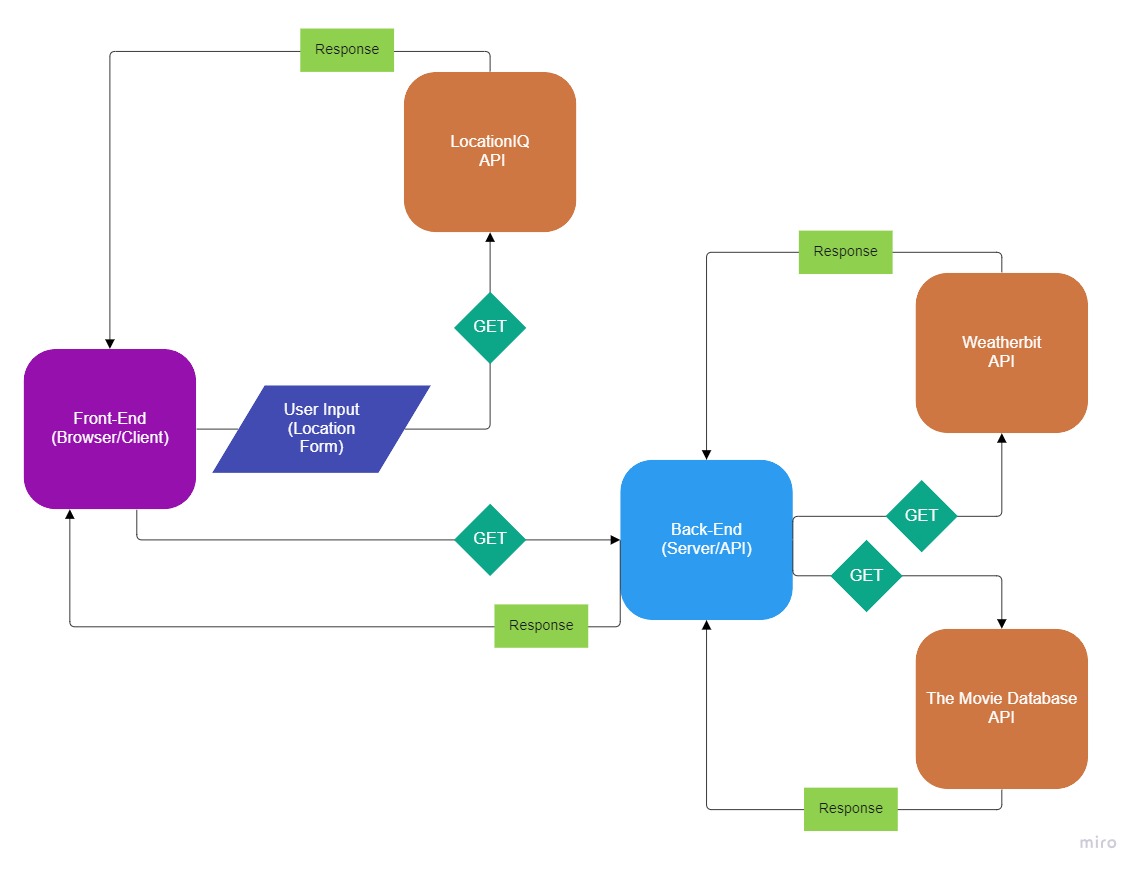 Response
LocationIQ
API
GET
Front-End
(Browser/Client)
User Input
(Location
Form)
GET
Response
Response
Weatherbit
API
Back-End
(Server/API)
GET
GET
The Movie Database
API
Response
miro